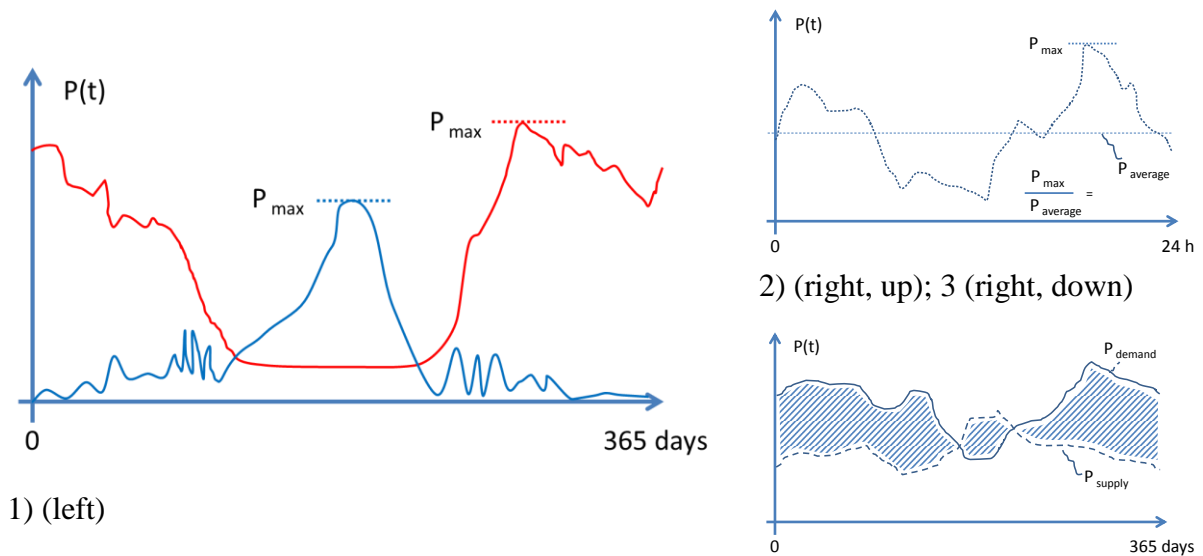 P(t)
P max
P max
0
365 days
1) (left)
P(t)
P max
P average
P max
P average
=
0
24 h
2) (right, up); 3 (right, down)
P(t)
P demand
P supply
0
365 days